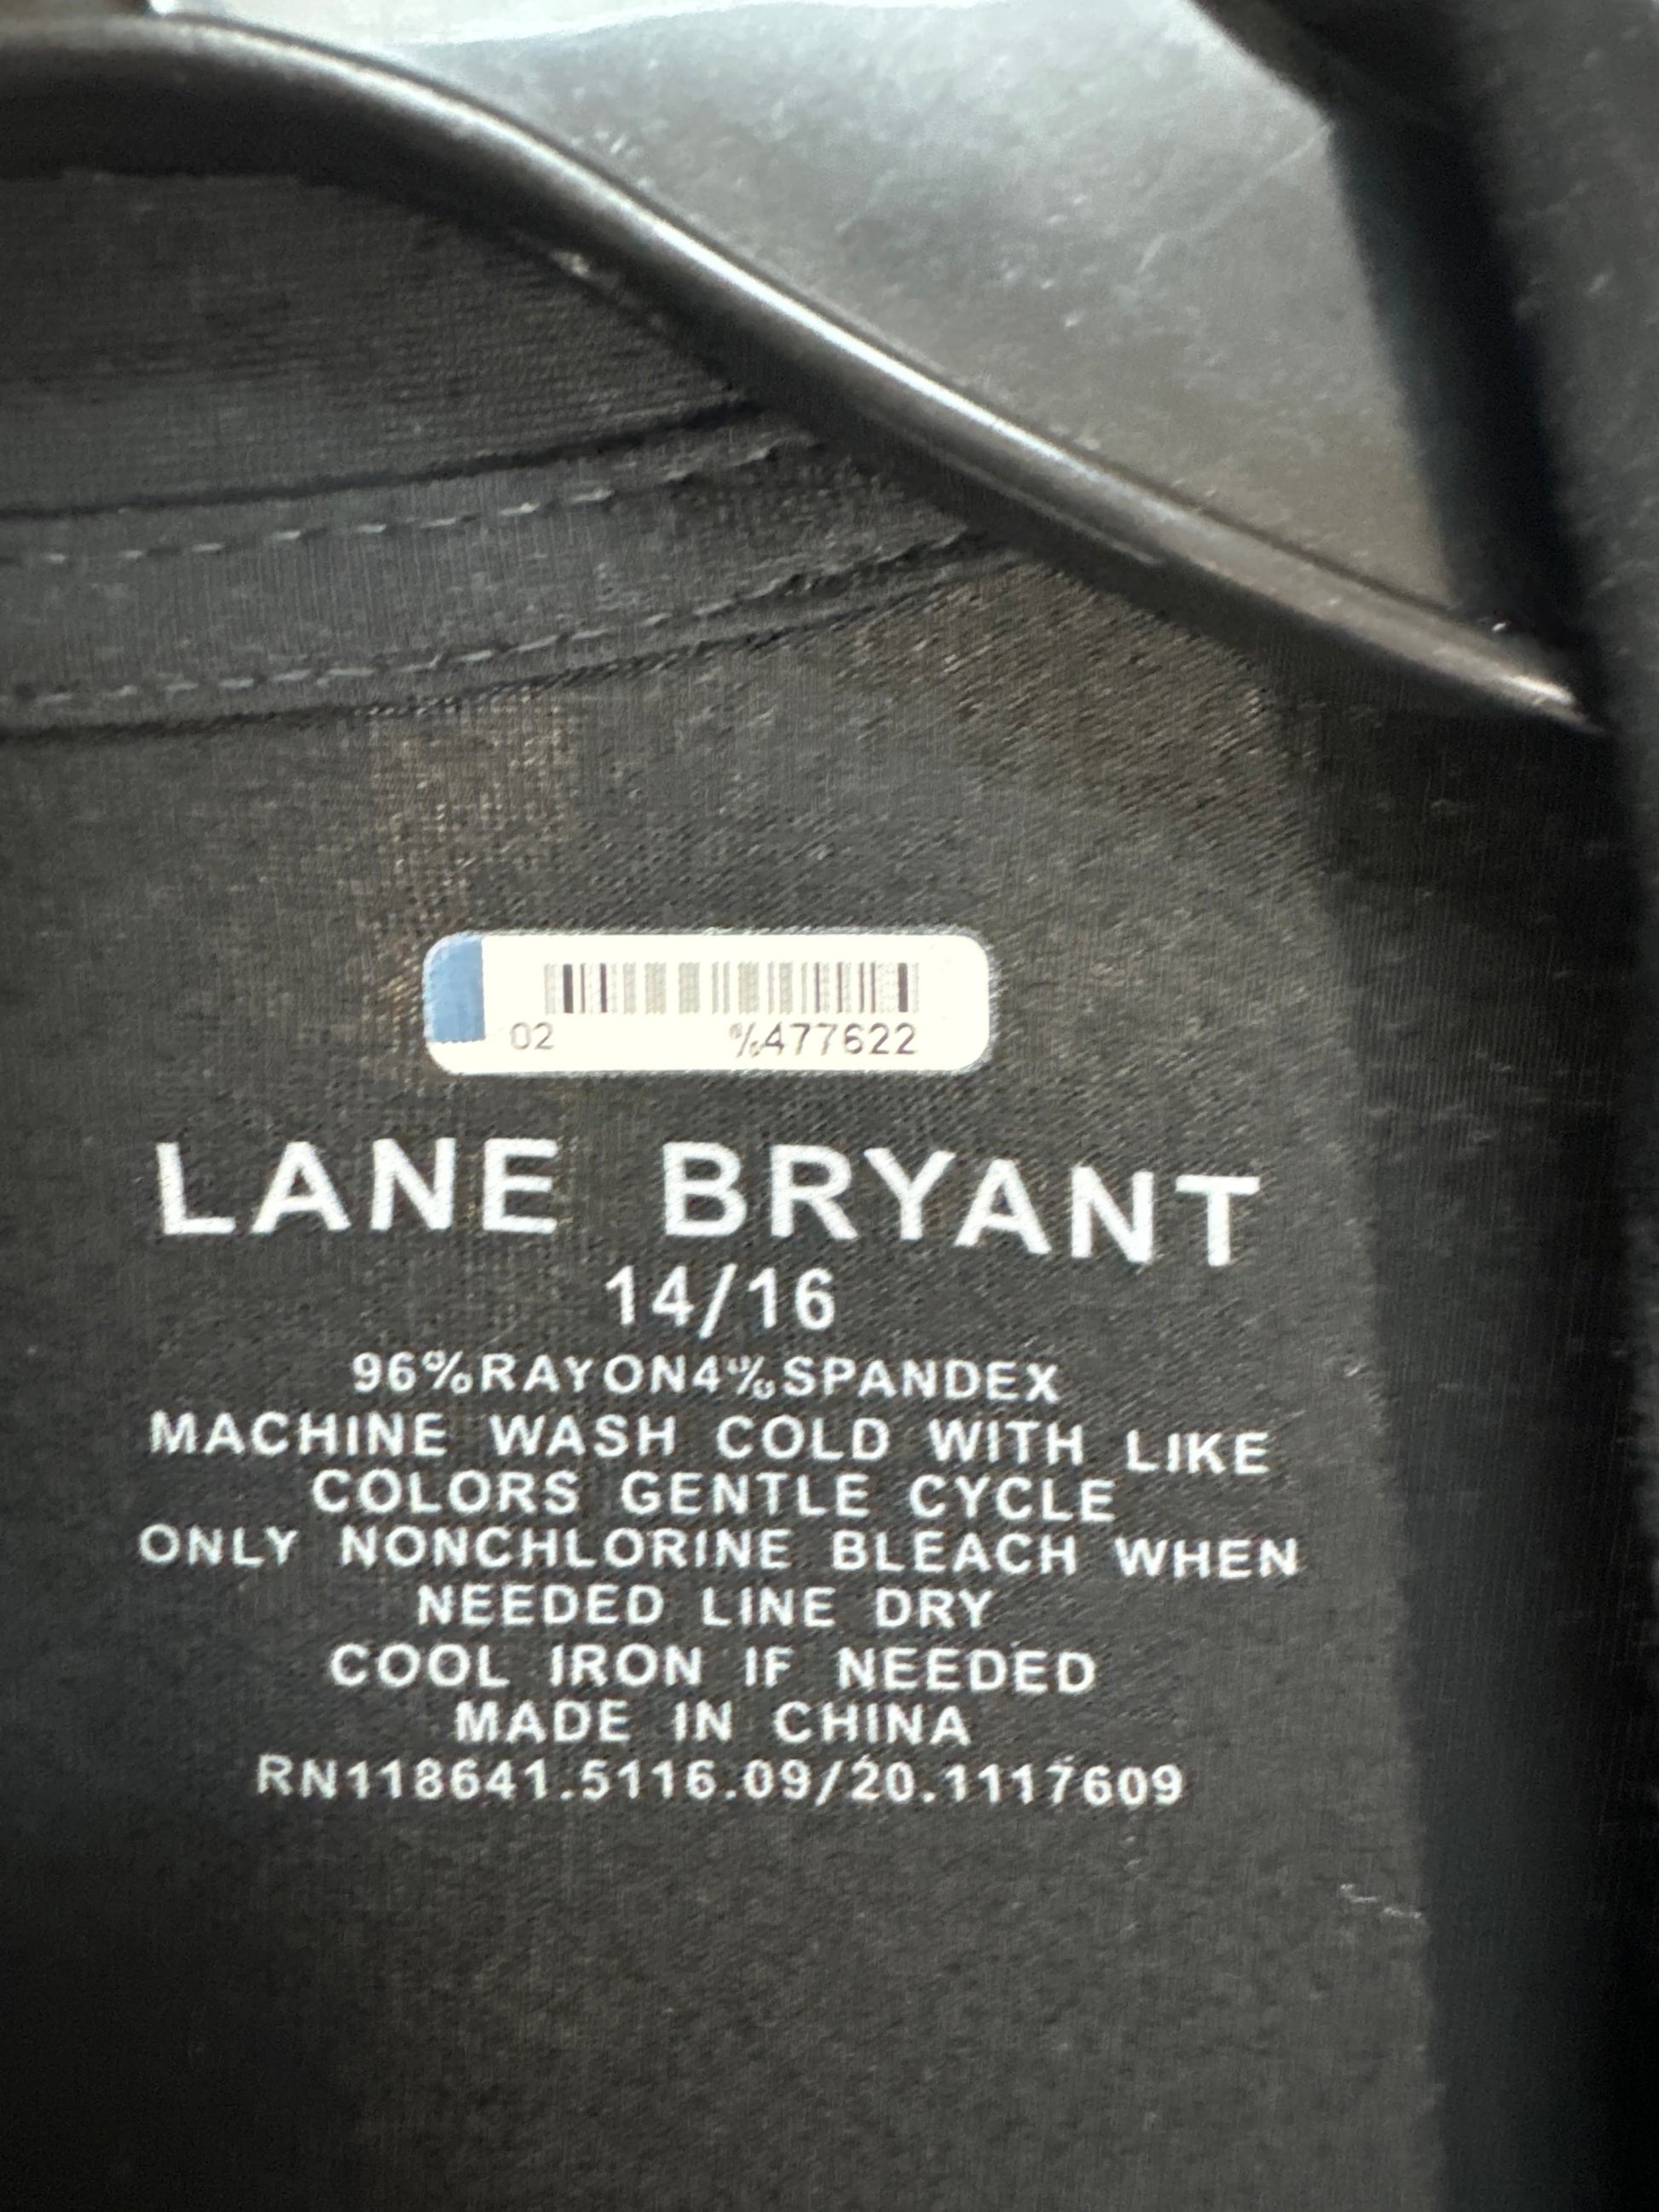 02 %477622
LANE BRYANT
14/16
96%RAYON4%SPANDEX
MACHINE WASH COLD WITH LIKE
COLORS GENTLE CYCLE
ONLY NONCHLORINE BLEACH WHEN
NEEDED LINE DRY
COOL IRON IF NEEDED
MADE IN CHINA
RN118641.5116.09/20.1117609